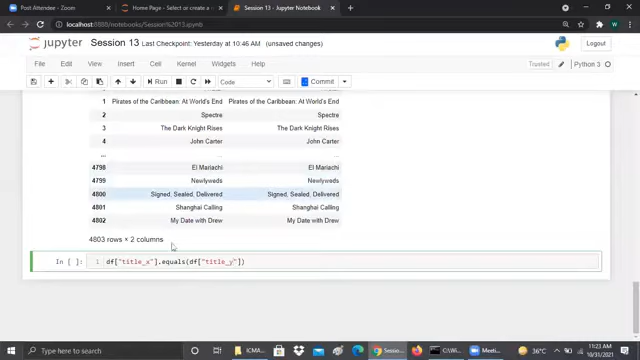 Post Attendee - Zoom
Home Page - Select or create a n
Session 13 - Jupyter Notebook
localhost:8888/notebooks/Session%2013.ipynb
jupyter Session 13 Last Checkpoint: Yesterday at 10:46 AM (unsaved changes) Logout
File Edit View Insert Cell Kernel Widgets Help Trusted Python 3
Run Code Commit
1 Pirates of the Caribbean: At World's End Pirates of the Caribbean: At World's End
2 Spectre Spectre
3 The Dark Knight Rises The Dark Knight Rises
4 John Carter John Carter
... ... ...
4798 El Mariachi El Mariachi
4799 Newlyweds Newlyweds
4800 Signed, Sealed, Delivered Signed, Sealed, Delivered
4801 Shanghai Calling Shanghai Calling
4802 My Date with Drew My Date with Drew
4803 rows × 2 columns
In [ ]: 1 df["title_x"].equals(df["title_y"])
Type here to search
ICMA...
Sessi...
C:\Wi...
Meeti...
36°C
11:23 AM
10/31/2021